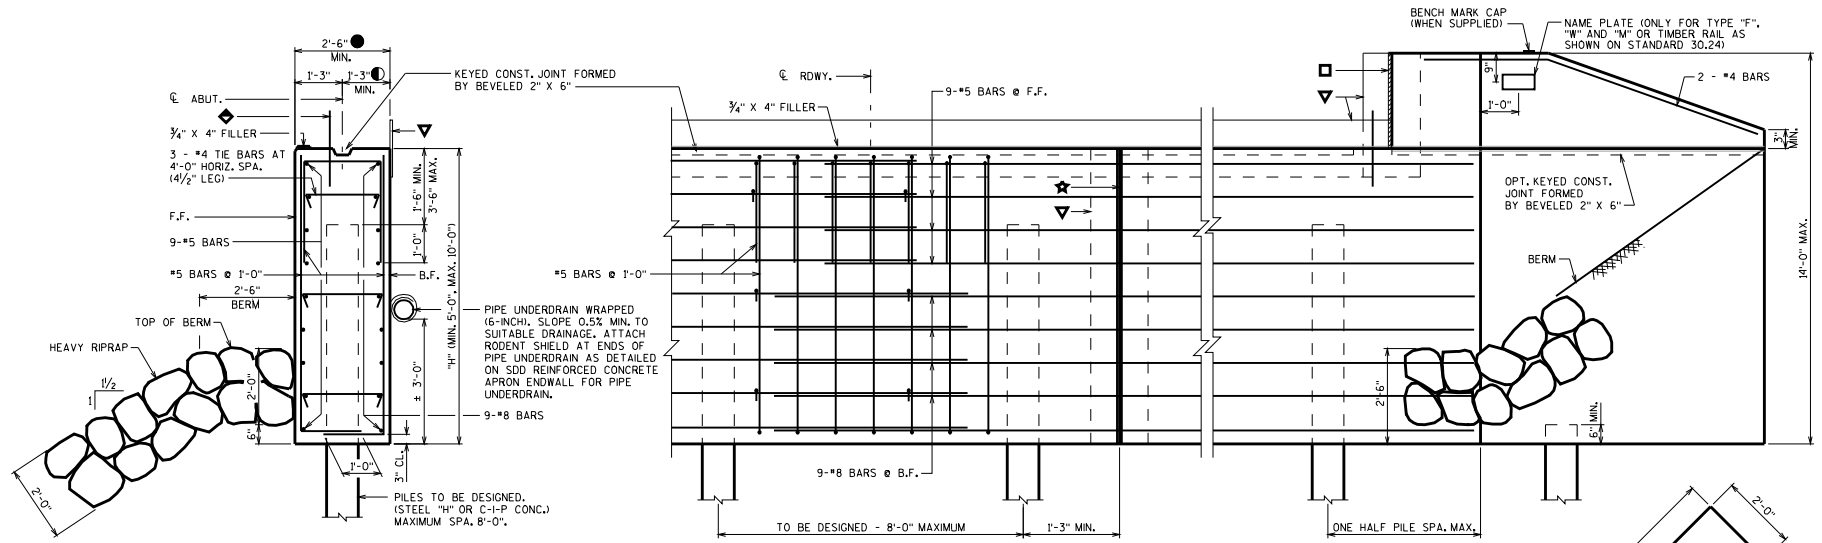 2'-6"
MIN.
1'-3"
1'-3"
MIN.
℄ ABUT.
¾" X 4" FILLER
3 - #4 TIE BARS AT
4'-0" HORIZ. SPA.
(4½" LEG)
F.F.
9-#5 BARS
#5 BARS @ 1'-0"
2'-6"
BERM
TOP OF BERM
HEAVY RIPRAP
1½
1
2'-0"
6"
2'-0"
KEYED CONST. JOINT FORMED
BY BEVELED 2" X 6"
1'-6" MIN.
3'-6" MAX.
1'-0"
"H" (MIN. 5'-0", MAX. 10'-0")
B.F.
PIPE UNDERDRAIN WRAPPED
(6-INCH). SLOPE 0.5% MIN. TO
SUITABLE DRAINAGE. ATTACH
RODENT SHIELD AT ENDS OF
PIPE UNDERDRAIN AS DETAILED
ON SDD REINFORCED CONCRETE
APRON ENDWALL FOR PIPE
UNDERDRAIN.
± 3'-0"
9-#8 BARS
1'-0"
3" CL.
PILES TO BE DESIGNED.
(STEEL "H" OR C-I-P CONC.)
MAXIMUM SPA. 8'-0".
℄ RDWY.
¾" X 4" FILLER
9-#5 BARS @ F.F.
#5 BARS @ 1'-0"
9-#8 BARS @ B.F.
TO BE DESIGNED - 8'-0" MAXIMUM
1'-3" MIN.
ONE HALF PILE SPA. MAX.
BENCH MARK CAP
(WHEN SUPPLIED)
NAME PLATE (ONLY FOR TYPE "F",
"W" AND "M" OR TIMBER RAIL AS
SHOWN ON STANDARD 30.24)
9"
1'-0"
2 - #4 BARS
3"
MIN.
OPT. KEYED CONST.
JOINT FORMED
BY BEVELED 2" X 6"
14'-0" MAX.
BERM
2'-6"
6" MIN.
2'-0"